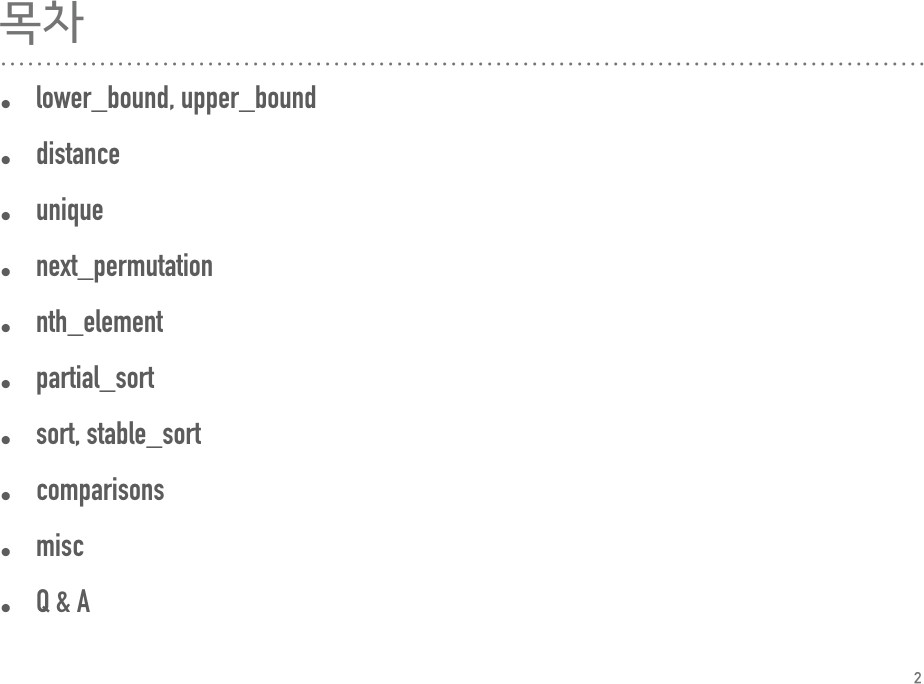 목차
• lower_bound, upper_bound
• distance
• unique
• next_permutation
• nth_element
• partial_sort
• sort, stable_sort
• comparisons
• misc
• Q & A
2